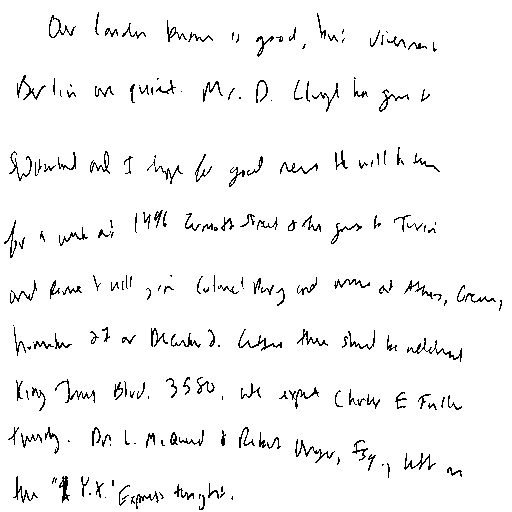 Our London business is good, but Vienna and
Berlin are quiet. Mr. D. Lloyd has gone to
Switzerland and I hope for good news. He will be there
for a week at 1496 Zermott Street & then goes to Turin
and Rome & will join Colonel Parry and arrive at Athens, Greece,
November 27 or December 2. Letters there should be addressed
King James Blvd. 3580. We expect Charles E Fuller
Tuesday. Dr. L. McQuaid & Robert Unger, Esq., left on
the "Y.X." Express tonight.